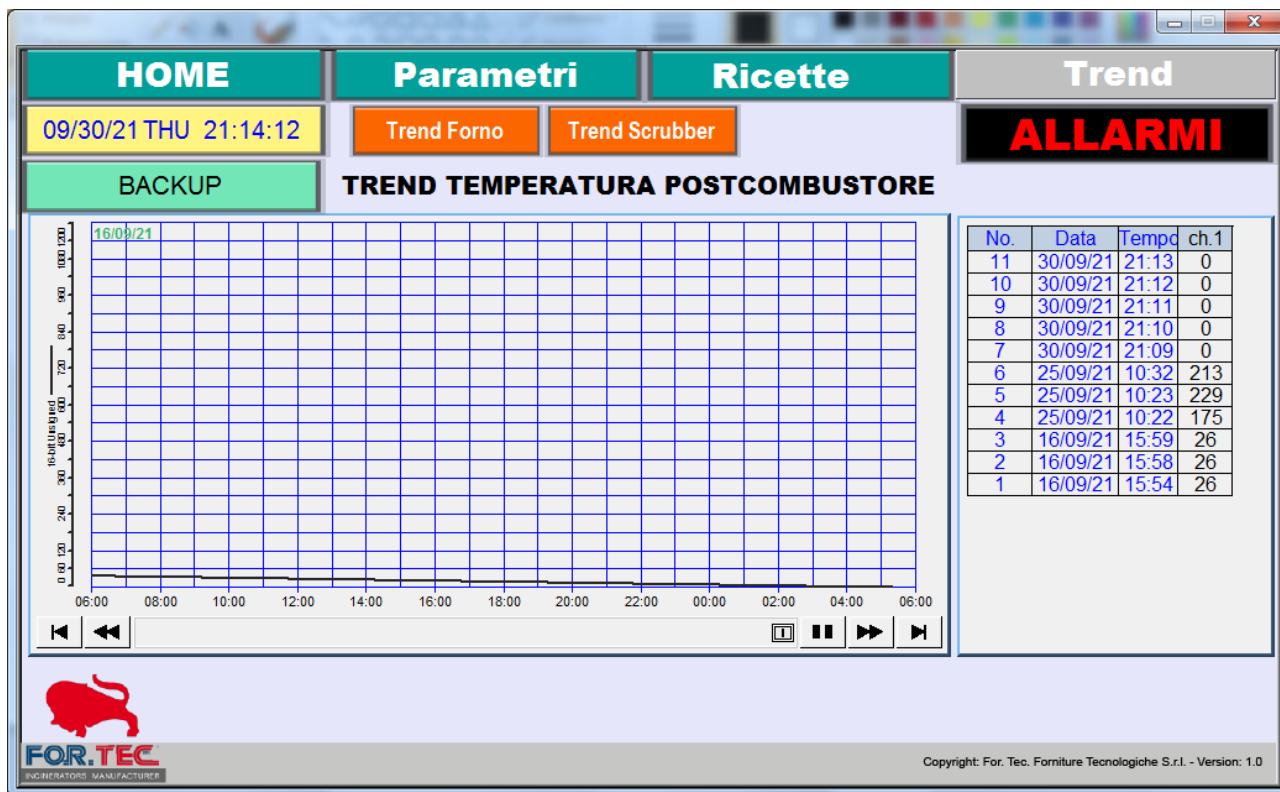 HOME Parametri Ricette Trend
09/30/21 THU 21:14:12 Trend Forno Trend Scrubber ALLARMI
BACKUP TREND TEMPERATURA POSTCOMBUSTORE
16/09/21
1200
1080
960
840
720
600
480
360
240
120
60
0
16-bit Unsigned
06:00 08:00 10:00 12:00 14:00 16:00 18:00 20:00 22:00 00:00 02:00 04:00 06:00
No. Data Tempo ch.1
11 30/09/21 21:13 0
10 30/09/21 21:12 0
9 30/09/21 21:11 0
8 30/09/21 21:10 0
7 30/09/21 21:09 0
6 25/09/21 10:32 213
5 25/09/21 10:23 229
4 25/09/21 10:22 175
3 16/09/21 15:59 26
2 16/09/21 15:58 26
1 16/09/21 15:54 26
FOR.TEC.
INCINERATORS MANUFACTURER
Copyright: For. Tec. Forniture Tecnologiche S.r.l. - Version: 1.0